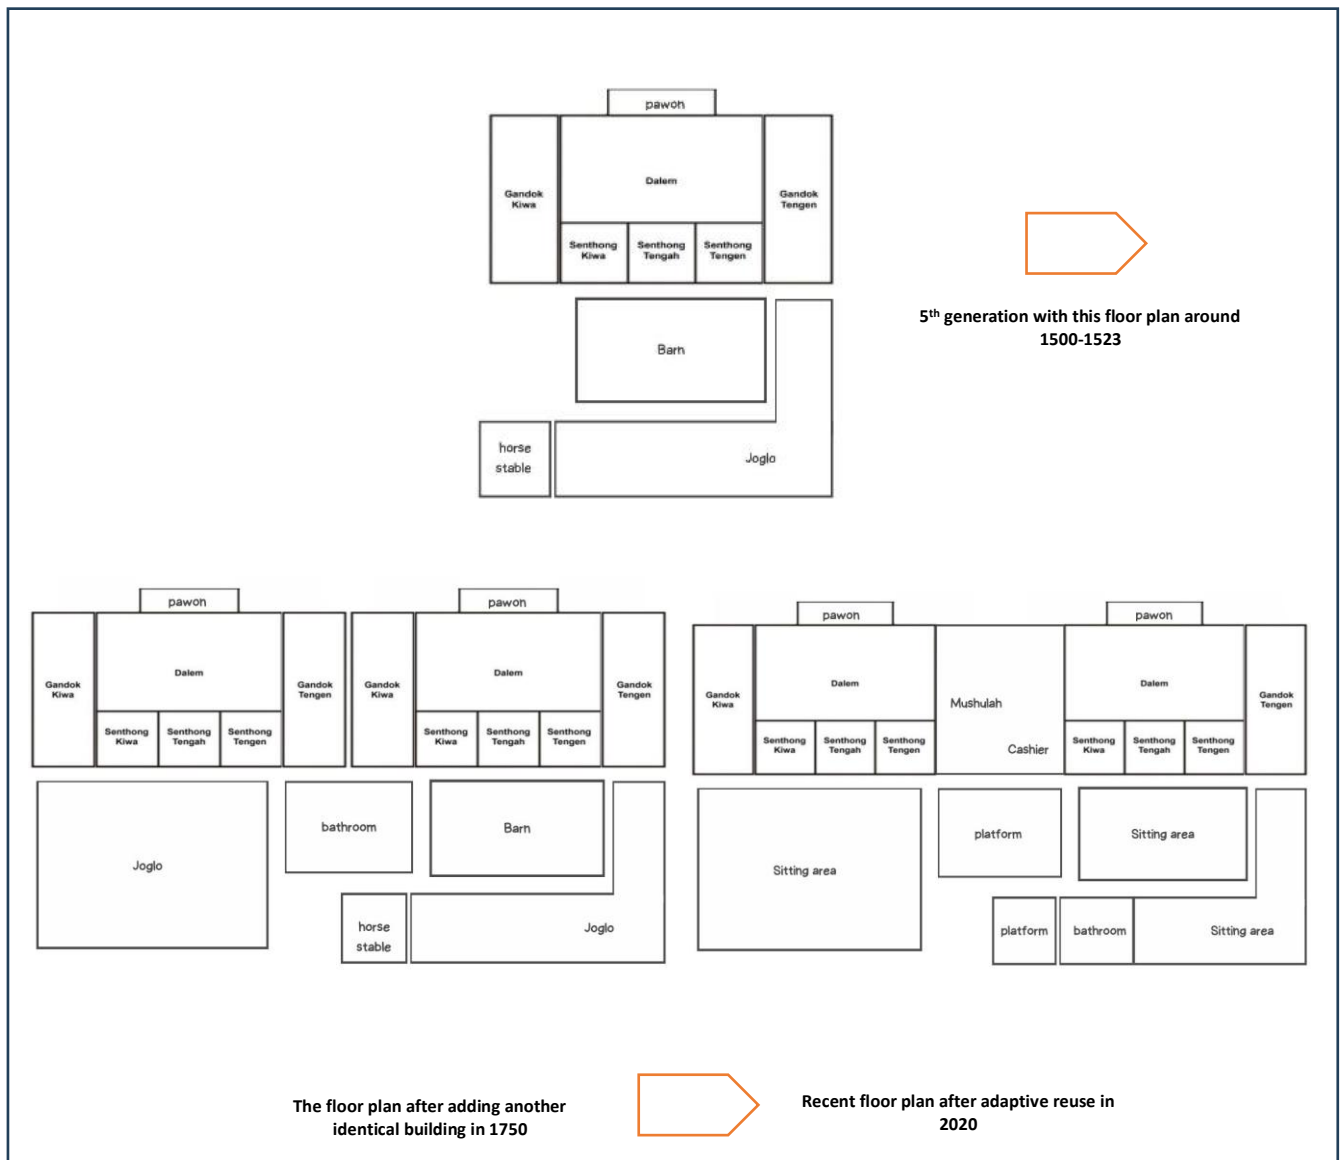 pawon
Dalem
Gandok
Kiwa
Gandok
Tengen
Senthong
Kiwa
Senthong
Tengah
Senthong
Tengen
Barn
horse
stable
Joglo
5th generation with this floor plan around
1500-1523
pawon
Dalem
Gandok
Kiwa
Gandok
Tengen
Senthong
Kiwa
Senthong
Tengah
Senthong
Tengen
pawon
Dalem
Gandok
Kiwa
Gandok
Tengen
Senthong
Kiwa
Senthong
Tengah
Senthong
Tengen
Joglo
bathroom
Barn
horse
stable
Joglo
pawon
Dalem
Gandok
Kiwa
Senthong
Kiwa
Senthong
Tengah
Senthong
Tengen
Mushulah
Cashier
pawon
Dalem
Gandok
Tengen
Senthong
Kiwa
Senthong
Tengah
Senthong
Tengen
Sitting area
platform
Sitting area
platform
bathroom
Sitting area
The floor plan after adding another
identical building in 1750
Recent floor plan after adaptive reuse in
2020